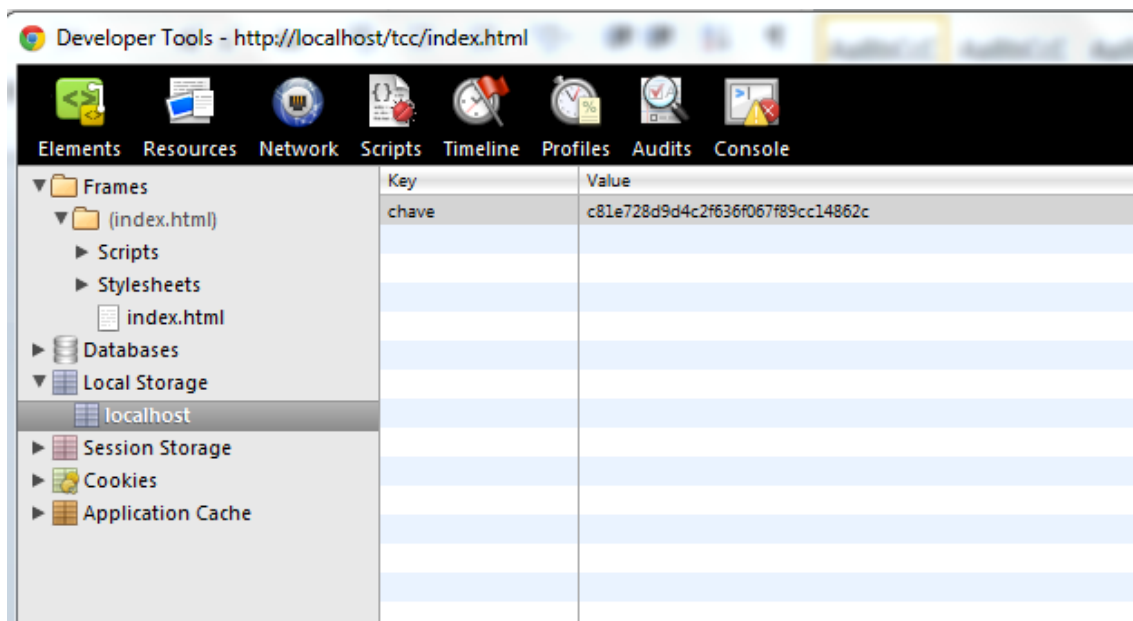 Developer Tools - http://localhost/tcc/index.html
Elements Resources Network Scripts Timeline Profiles Audits Console
Frames
(index.html)
Scripts
Stylesheets
index.html
Databases
Local Storage
localhost
Session Storage
Cookies
Application Cache
Key Value
chave c81e728d9d4c2f636f067f89cc14862c